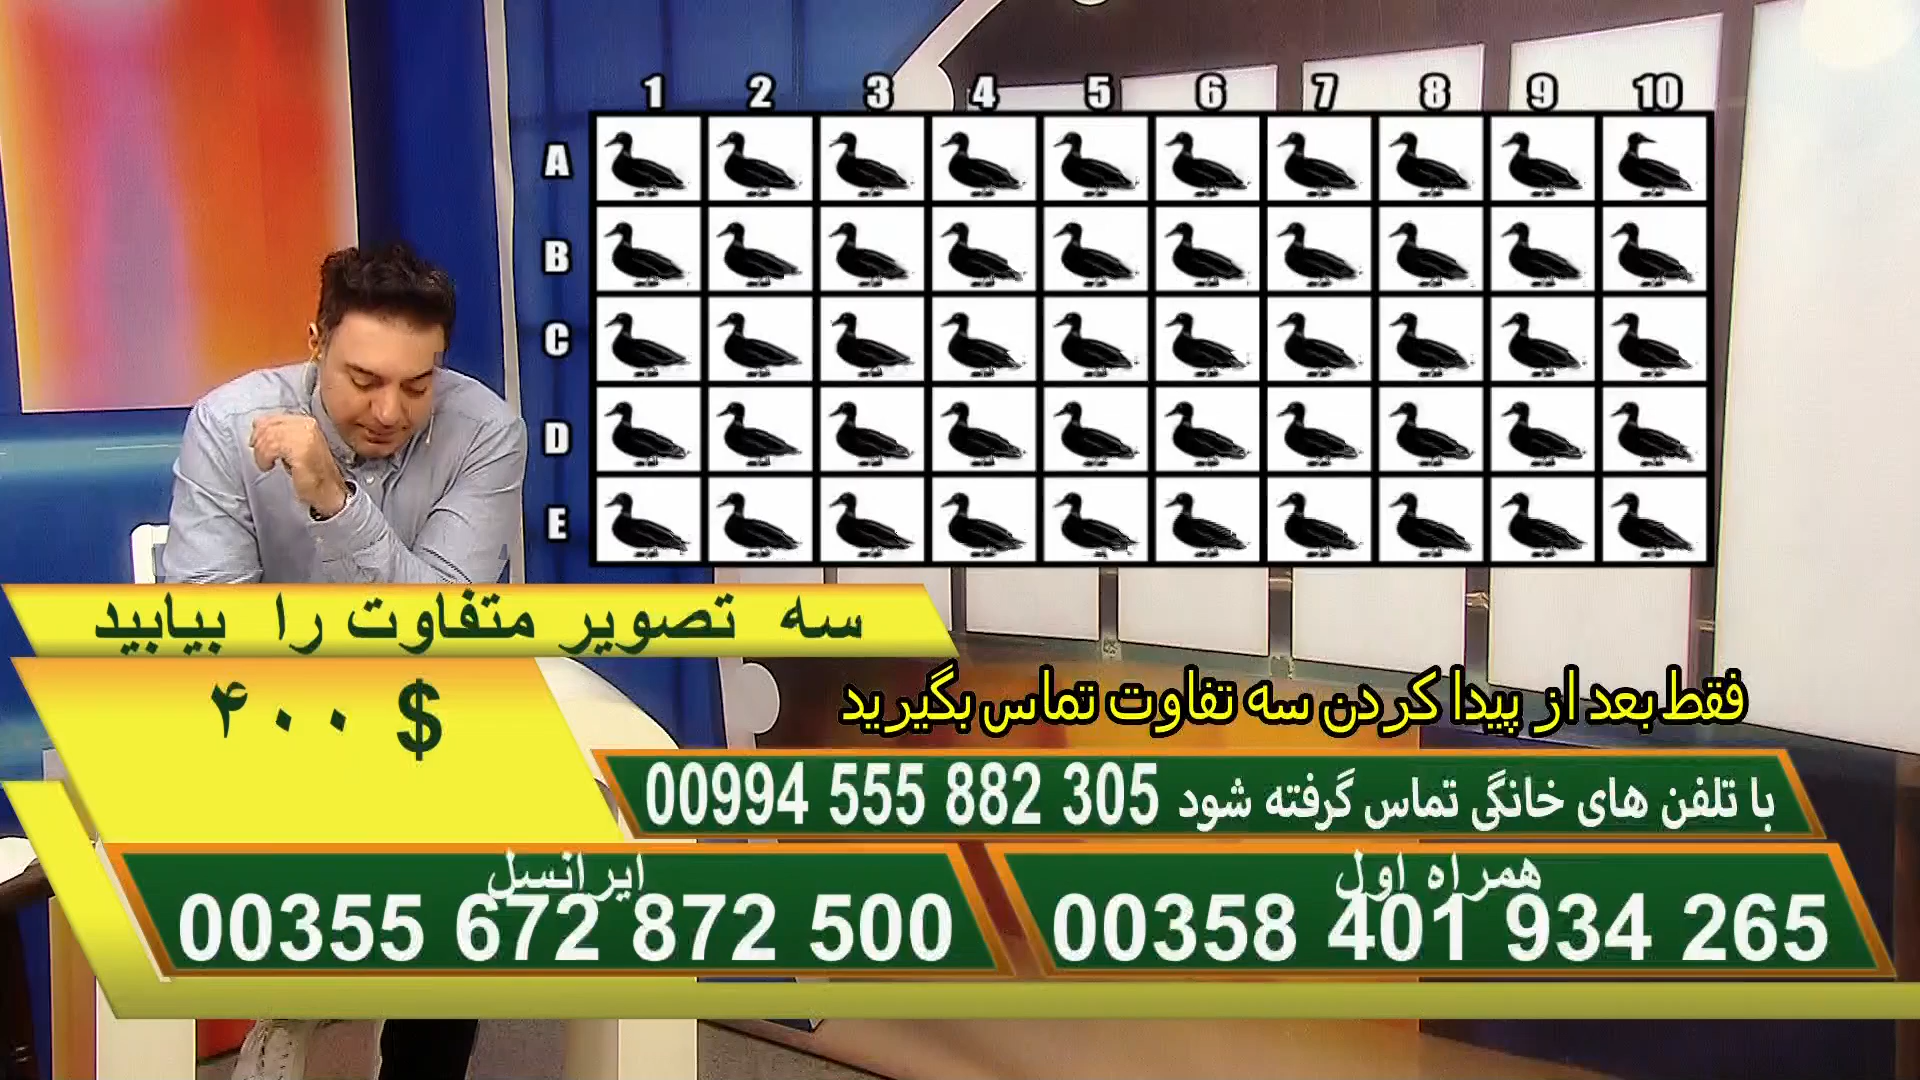 1 2 3 4 5 6 7 8 9 10
A
B
C
D
E
سه تصویر متفاوت را بیابید
۴۰۰ $
فقط بعد از پیدا کردن سه تفاوت تماس بگیرید
با تلفن های خانگی تماس گرفته شود 00994 555 882 305
ایرانسل
00355 672 872 500
همراه اول
00358 401 934 265